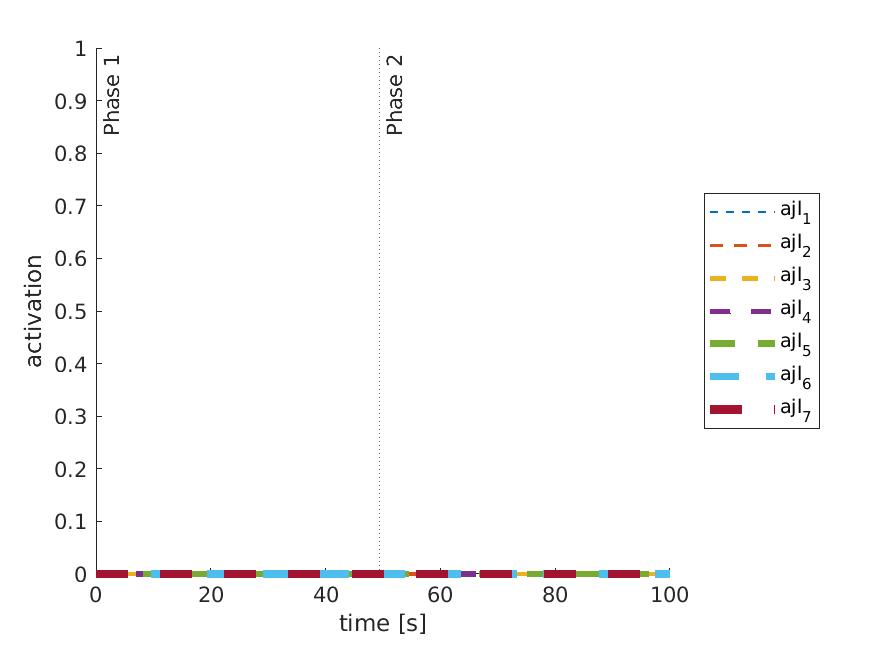 Phase 1
Phase 2
1
0.9
0.8
0.7
0.6
0.5
0.4
0.3
0.2
0.1
0
activation
0 20 40 60 80 100
time [s]
ajl1
ajl2
ajl3
ajl4
ajl5
ajl6
ajl7